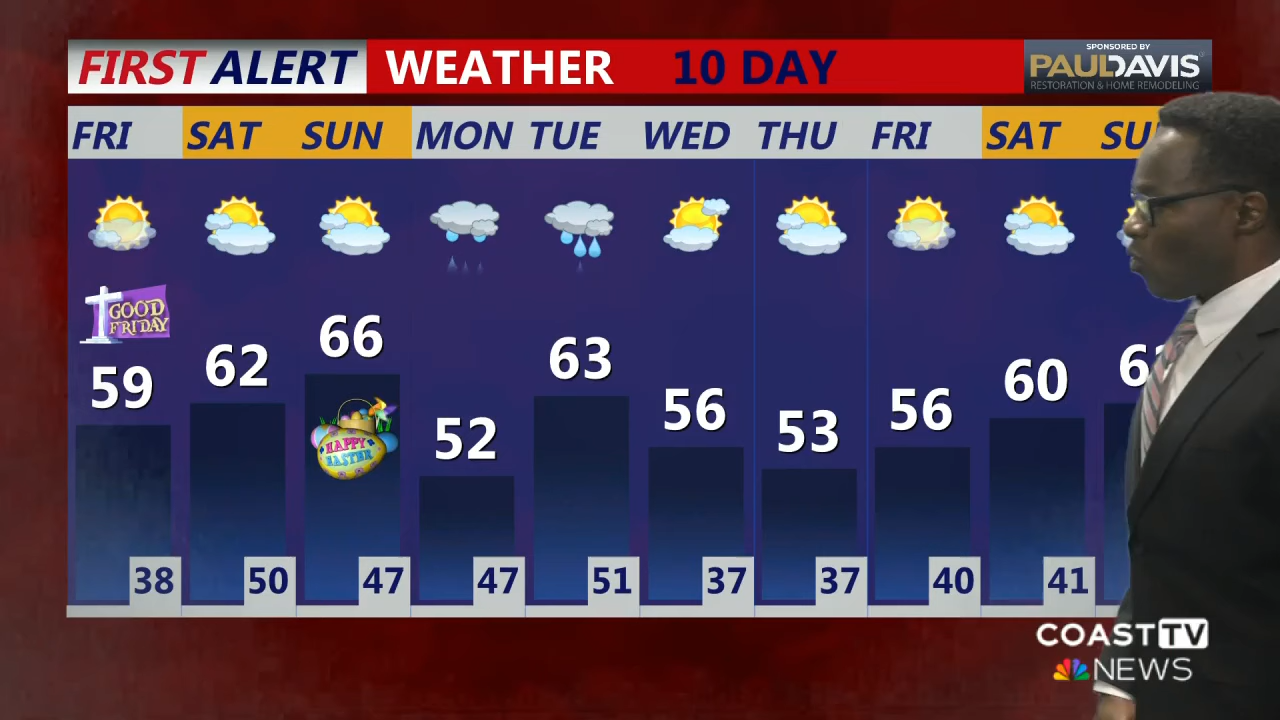 FIRST ALERT WEATHER 10 DAY
SPONSORED BY
PAUL DAVIS
RESTORATION & HOME REMODELING
FRI SAT SUN MON TUE WED THU FRI SAT
GOOD
FRIDAY
59 62 66 52 63 56 53 56 60
HAPPY
EASTER
38 50 47 47 51 37 37 40 41
COAST TV
NEWS